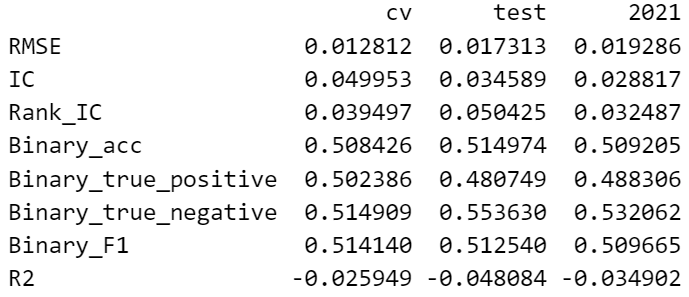 cv test 2021
RMSE 0.012812 0.017313 0.019286
IC 0.049953 0.034589 0.028817
Rank_IC 0.039497 0.050425 0.032487
Binary_acc 0.508426 0.514974 0.509205
Binary_true_positive 0.502386 0.480749 0.488306
Binary_true_negative 0.514909 0.553630 0.532062
Binary_F1 0.514140 0.512540 0.509665
R2 -0.025949 -0.048084 -0.034902